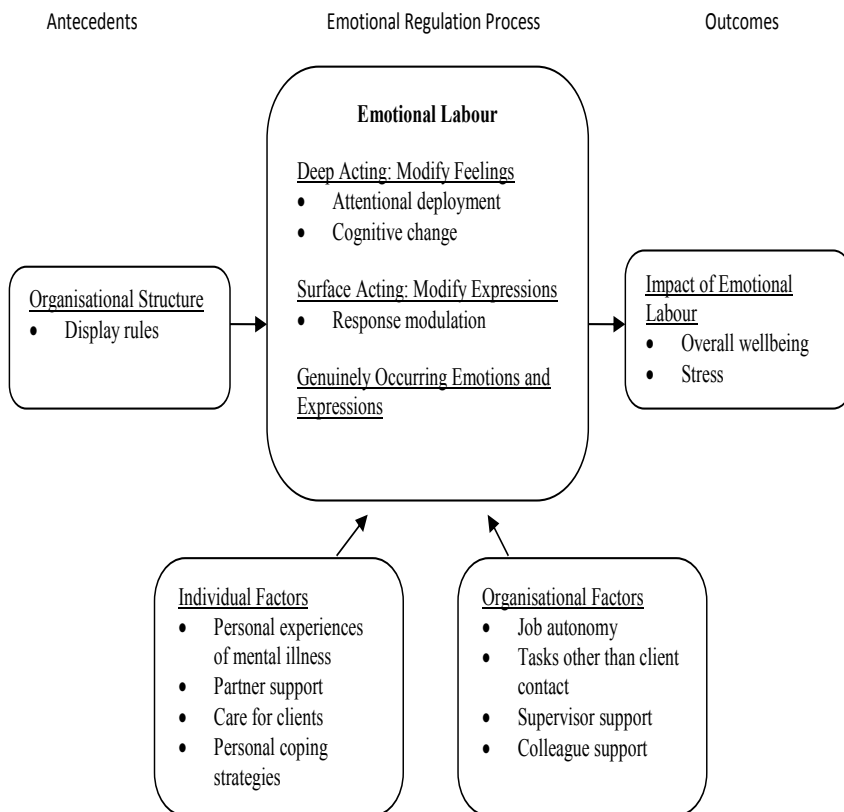 Antecedents
Emotional Regulation Process
Outcomes
Emotional Labour
Deep Acting: Modify Feelings
• Attentional deployment
• Cognitive change
Surface Acting: Modify Expressions
• Response modulation
Genuinely Occurring Emotions and
Expressions
Organisational Structure
• Display rules
Impact of Emotional
Labour
• Overall wellbeing
• Stress
Individual Factors
• Personal experiences
of mental illness
• Partner support
• Care for clients
• Personal coping
strategies
Organisational Factors
• Job autonomy
• Tasks other than client
contact
• Supervisor support
• Colleague support